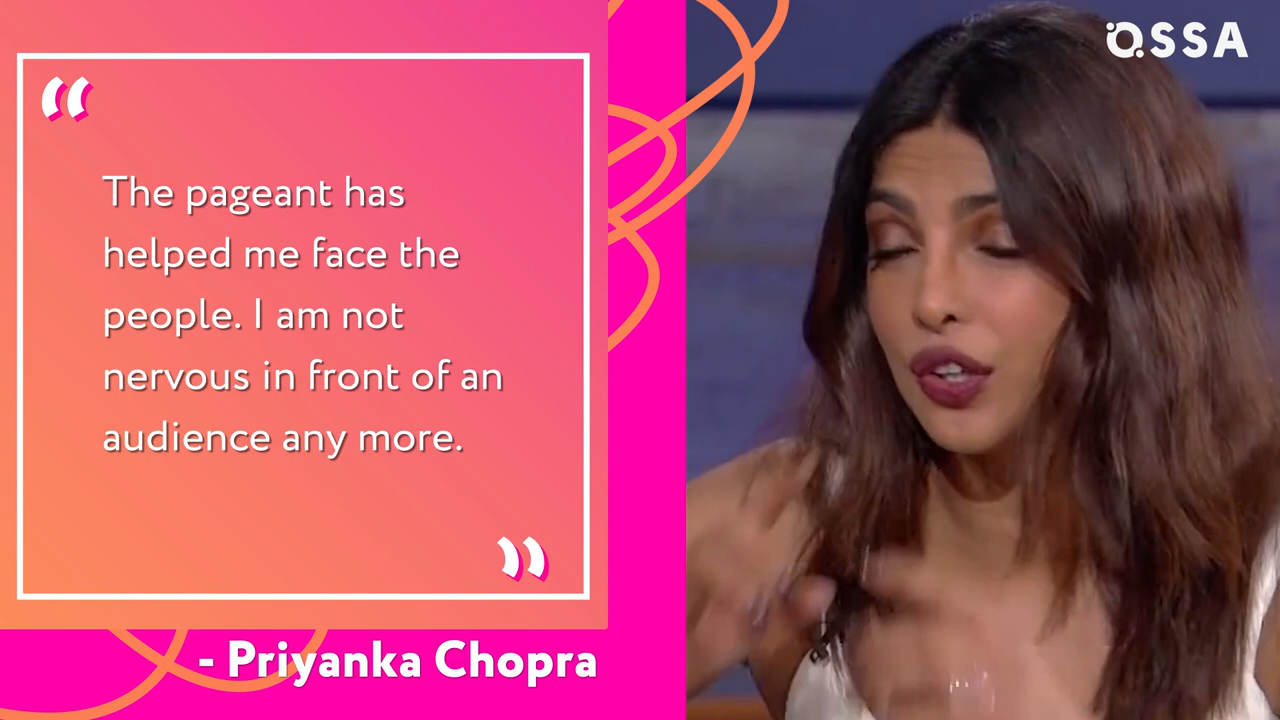 QSSA
“
The pageant has
helped me face the
people. I am not
nervous in front of an
audience any more.
”
- Priyanka Chopra